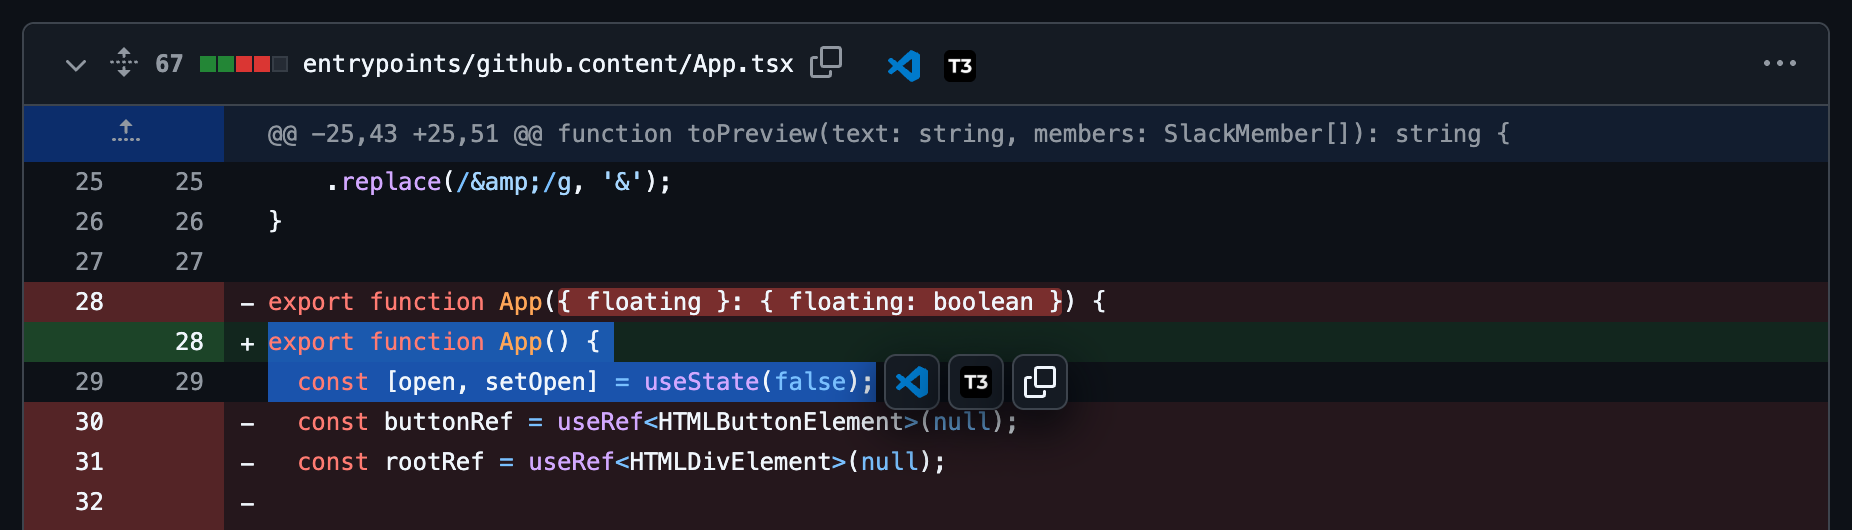 67 entrypoints/github.content/App.tsx T3
@@ -25,43 +25,51 @@ function toPreview(text: string, members: SlackMember[]): string {
25 25 .replace(/&amp;/g, '&');
26 26 }
27 27
28 - export function App({ floating }: { floating: boolean }) {
28 + export function App() {
29 29 const [open, setOpen] = useState(false); T3
30 - const buttonRef = useRef<HTMLButtonElement>(null);
31 - const rootRef = useRef<HTMLDivElement>(null);
32 -